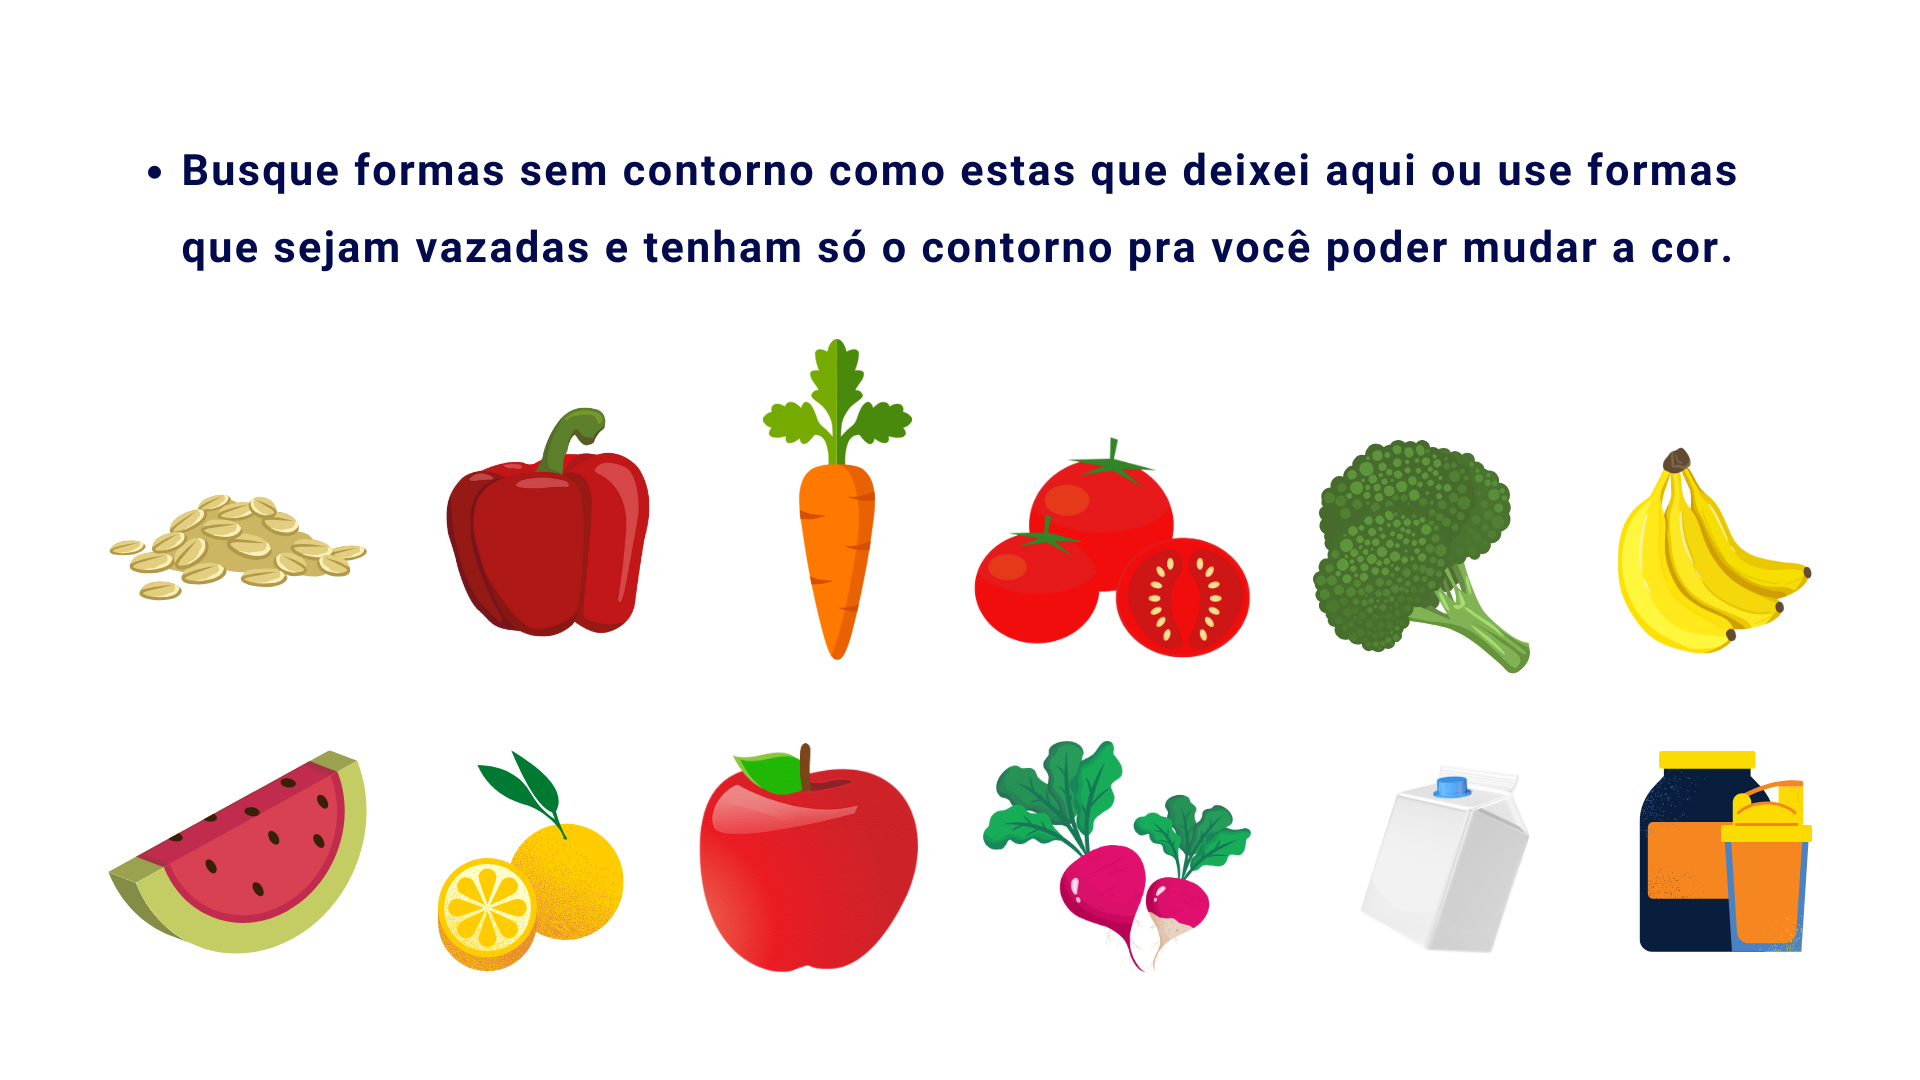 • Busque formas sem contorno como estas que deixei aqui ou use formas
que sejam vazadas e tenham só o contorno pra você poder mudar a cor.